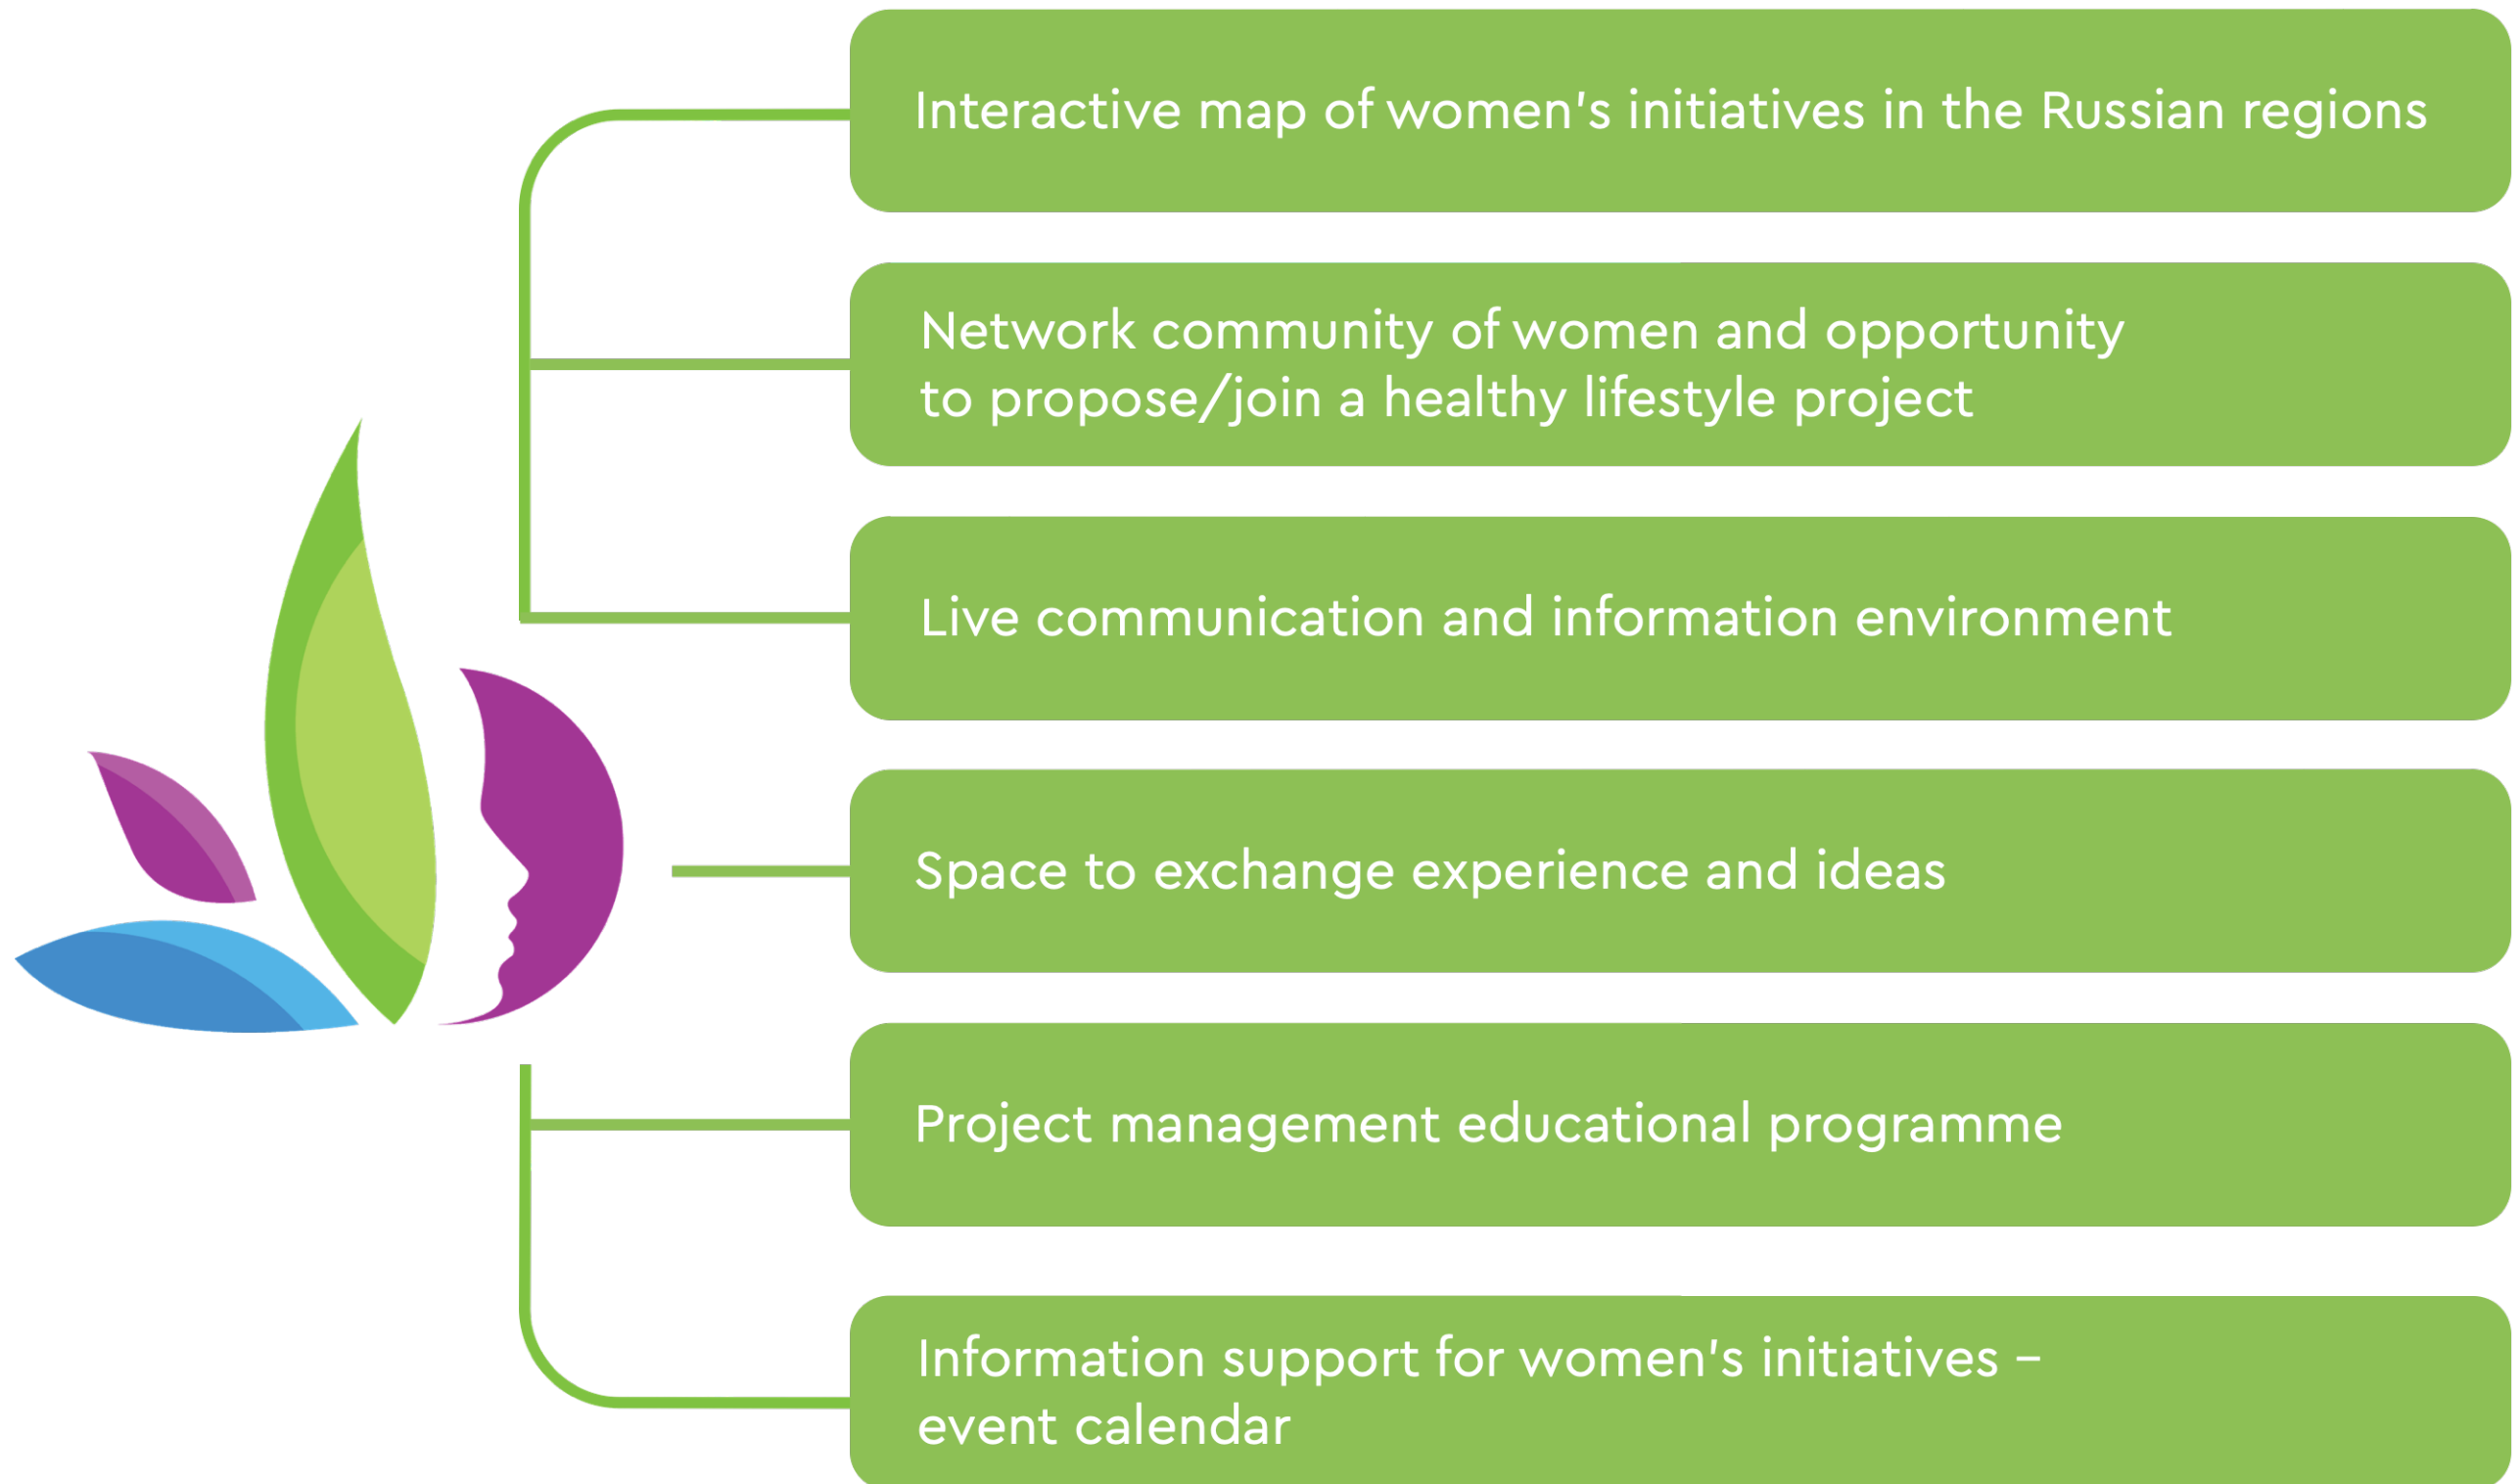 Interactive map of women's initiatives in the Russian regions
Network community of women and opportunity
to propose/join a healthy lifestyle project
Live communication and information environment
Space to exchange experience and ideas
Project management educational programme
Information support for women's initiatives –
event calendar